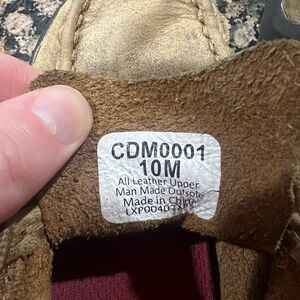 CDM0001
10M
All Leather Upper
Man Made Outsole
Made in China